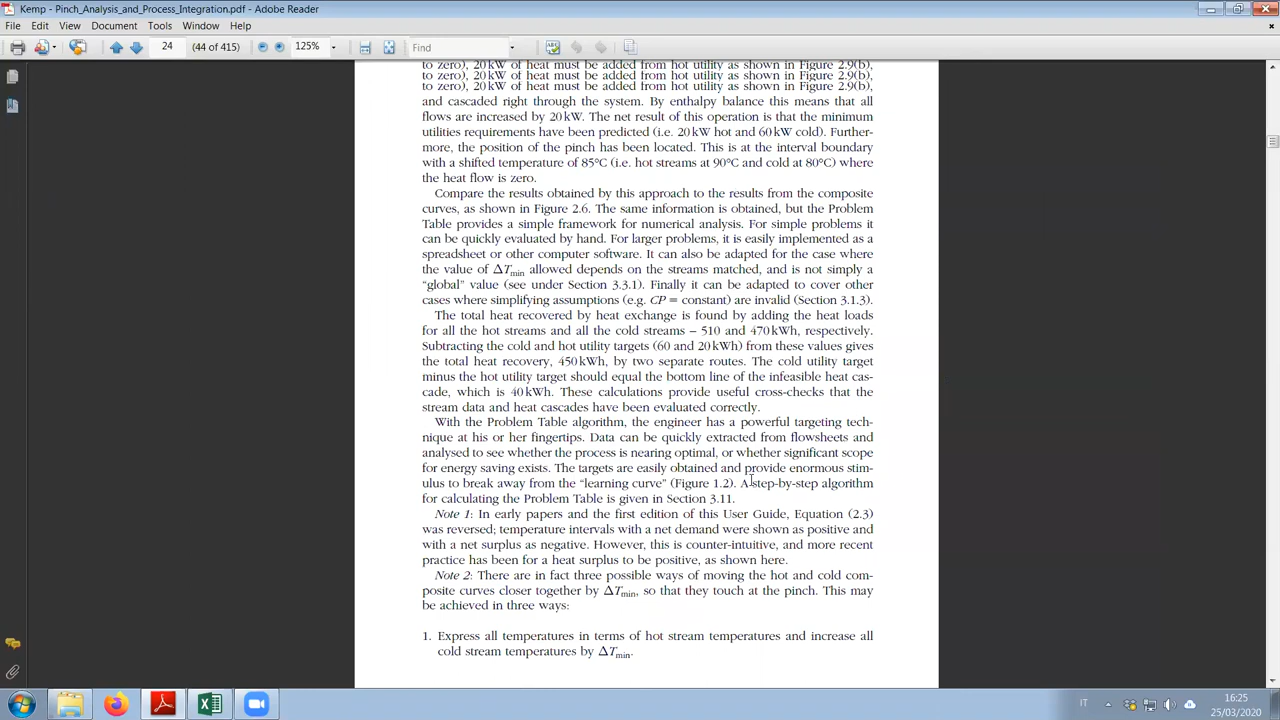 Kemp - Pinch_Analysis_and_Process_Integration.pdf - Adobe Reader
File Edit View Document Tools Window Help
24 (44 of 415) 125% Find
to zero), 20 kW of heat must be added from hot utility as shown in Figure 2.9(b),
to zero), 20 kW of heat must be added from hot utility as shown in Figure 2.9(b),
to zero), 20 kW of heat must be added from hot utility as shown in Figure 2.9(b),
and cascaded right through the system. By enthalpy balance this means that all
flows are increased by 20 kW. The net result of this operation is that the minimum
utilities requirements have been predicted (i.e. 20 kW hot and 60 kW cold). Further-
more, the position of the pinch has been located. This is at the interval boundary
with a shifted temperature of 85°C (i.e. hot streams at 90°C and cold at 80°C) where
the heat flow is zero.
Compare the results obtained by this approach to the results from the composite
curves, as shown in Figure 2.6. The same information is obtained, but the Problem
Table provides a simple framework for numerical analysis. For simple problems it
can be quickly evaluated by hand. For larger problems, it is easily implemented as a
spreadsheet or other computer software. It can also be adapted for the case where
the value of ΔTmin allowed depends on the streams matched, and is not simply a
“global” value (see under Section 3.3.1). Finally it can be adapted to cover other
cases where simplifying assumptions (e.g. CP = constant) are invalid (Section 3.1.3).
The total heat recovered by heat exchange is found by adding the heat loads
for all the hot streams and all the cold streams – 510 and 470 kWh, respectively.
Subtracting the cold and hot utility targets (60 and 20 kWh) from these values gives
the total heat recovery, 450 kWh, by two separate routes. The cold utility target
minus the hot utility target should equal the bottom line of the infeasible heat cas-
cade, which is 40 kWh. These calculations provide useful cross-checks that the
stream data and heat cascades have been evaluated correctly.
With the Problem Table algorithm, the engineer has a powerful targeting tech-
nique at his or her fingertips. Data can be quickly extracted from flowsheets and
analysed to see whether the process is nearing optimal, or whether significant scope
for energy saving exists. The targets are easily obtained and provide enormous stim-
ulus to break away from the “learning curve” (Figure 1.2). A step-by-step algorithm
for calculating the Problem Table is given in Section 3.11.
Note 1: In early papers and the first edition of this User Guide, Equation (2.3)
was reversed; temperature intervals with a net demand were shown as positive and
with a net surplus as negative. However, this is counter-intuitive, and more recent
practice has been for a heat surplus to be positive, as shown here.
Note 2: There are in fact three possible ways of moving the hot and cold com-
posite curves closer together by ΔTmin, so that they touch at the pinch. This may
be achieved in three ways:
1. Express all temperatures in terms of hot stream temperatures and increase all
cold stream temperatures by ΔTmin.
IT
16:25
25/03/2020